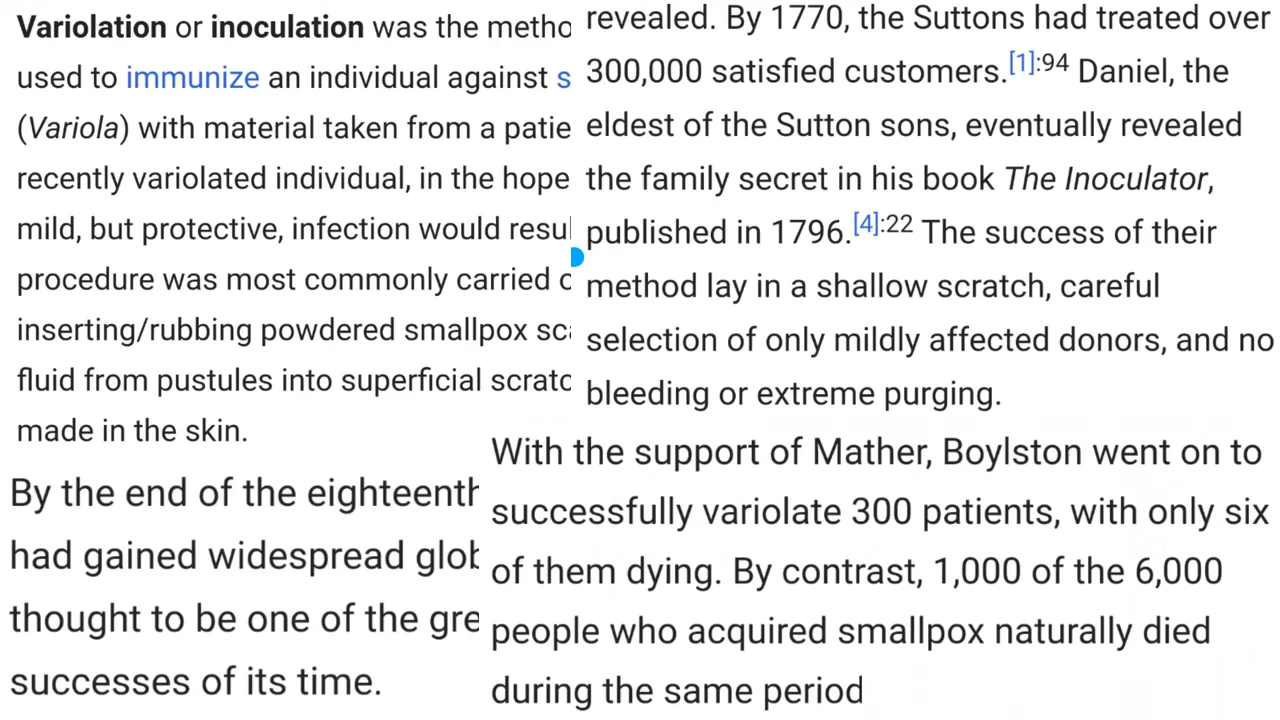 Variolation or inoculation was the
used to immunize an individual against
(Variola) with material taken from a
recently variolated individual, in the hope
mild, but protective, infection would
procedure was most commonly carried
inserting/rubbing powdered smallpox
fluid from pustules into superficial
made in the skin.
revealed. By 1770, the Suttons had treated over
300,000 satisfied customers.[1]:94 Daniel, the
eldest of the Sutton sons, eventually revealed
the family secret in his book The Inoculator,
published in 1796.[4]:22 The success of their
method lay in a shallow scratch, careful
selection of only mildly affected donors, and no
bleeding or extreme purging.
By the end of the eighteenth
had gained widespread
thought to be one of the
successes of its time.
With the support of Mather, Boylston went on to
successfully variolate 300 patients, with only six
of them dying. By contrast, 1,000 of the 6,000
people who acquired smallpox naturally died
during the same period